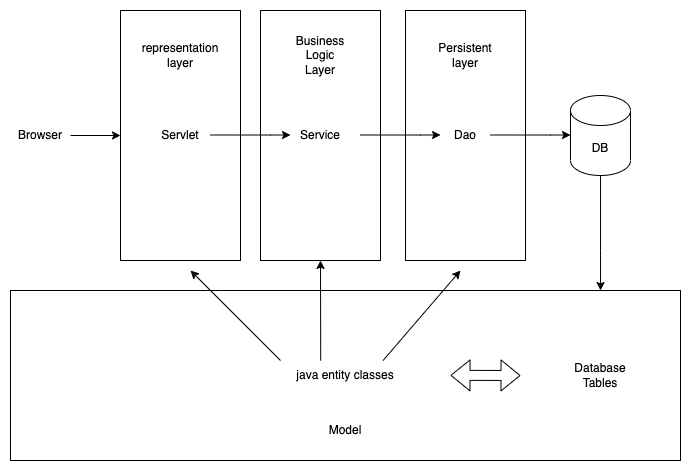 representation
layer
Business
Logic
Layer
Persistent
layer
Browser
Servlet
Service
Dao
DB
java entity classes
Database
Tables
Model